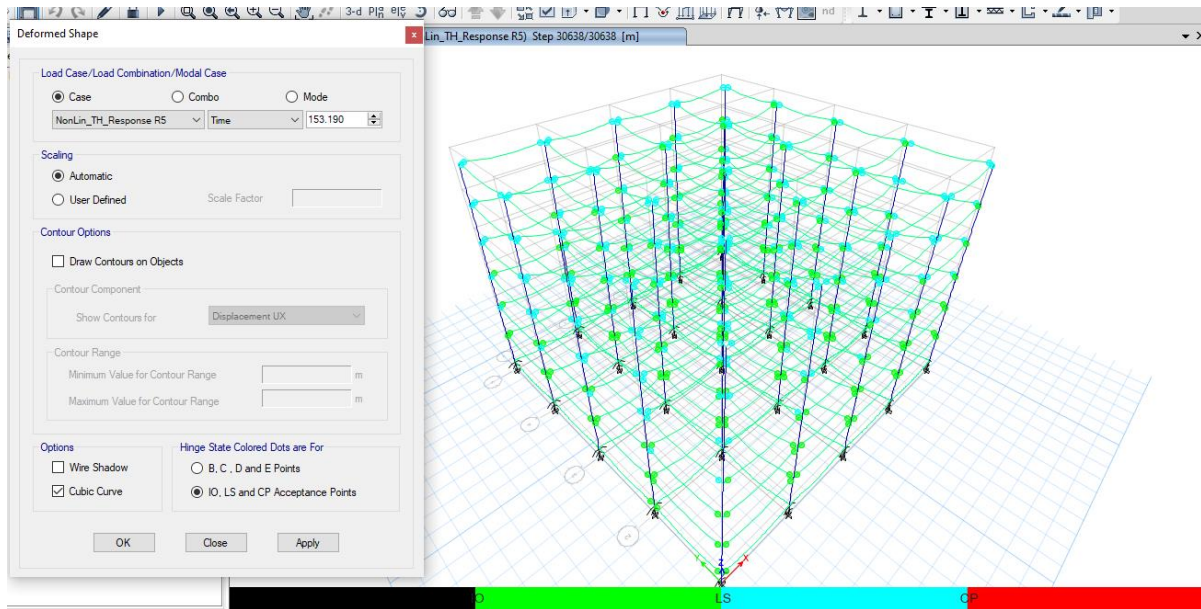 3-d
nd
Deformed Shape
x
Lin_TH_Response R5) Step 30638/30638 [m]
Load Case/Load Combination/Modal Case
Case
Combo
Mode
NonLin_TH_Response R5
Time
153.190
Scaling
Automatic
User Defined
Scale Factor
Contour Options
Draw Contours on Objects
Contour Component
Show Contours for
Displacement UX
Contour Range
Minimum Value for Contour Range
m
Maximum Value for Contour Range
m
Options
Wire Shadow
Cubic Curve
Hinge State Colored Dots are For
B, C , D and E Points
IO, LS and CP Acceptance Points
OK
Close
Apply
Y
Z
X
IO
LS
CP